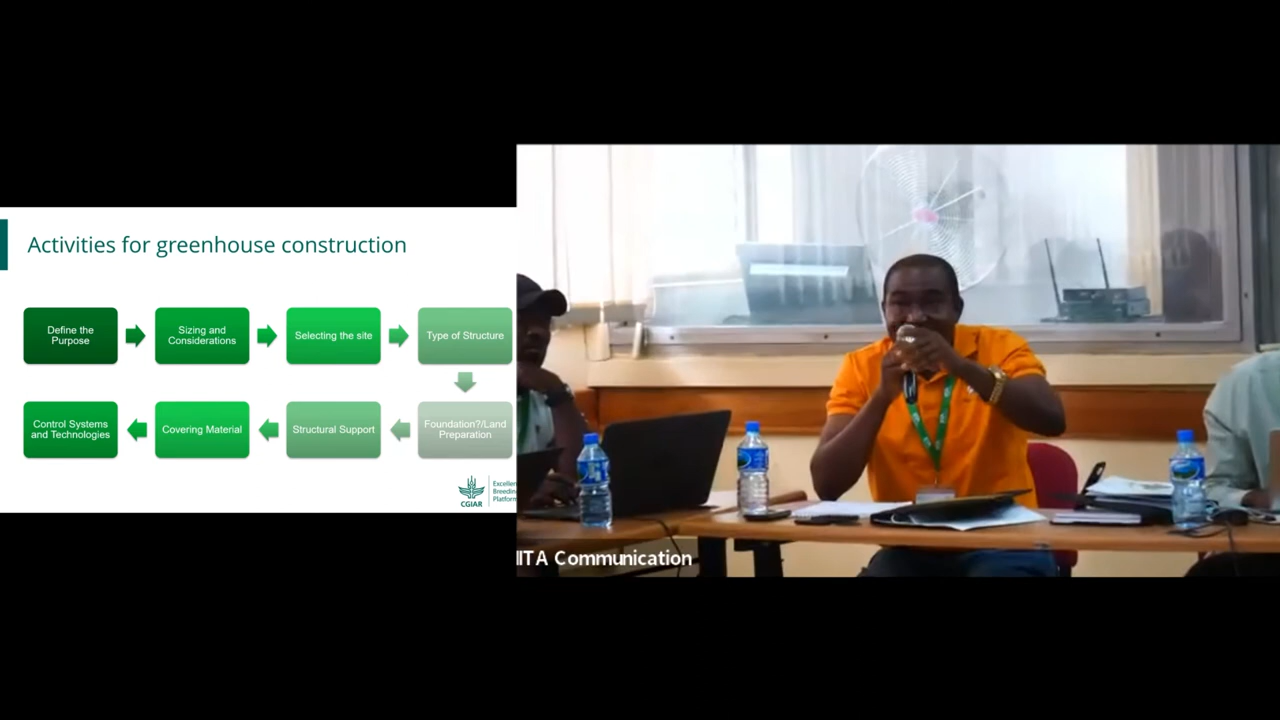 Activities for greenhouse construction
Define the
Purpose
Sizing and
Considerations
Selecting the site
Type of Structure
Control Systems
and Technologies
Covering Material
Structural Support
Foundation?/Land
Preparation
CGIAR
Platform
IITA Communication